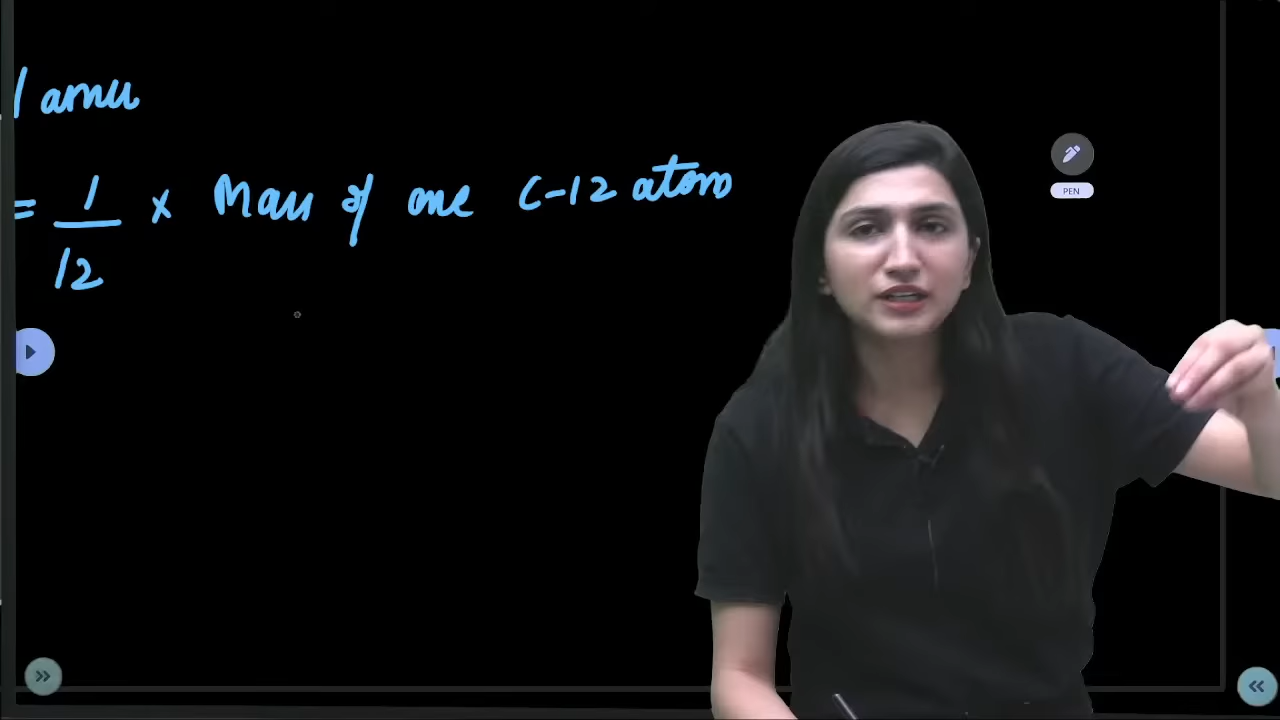 1 amu
= 1/12 × Mass of one C-12 atom
PEN